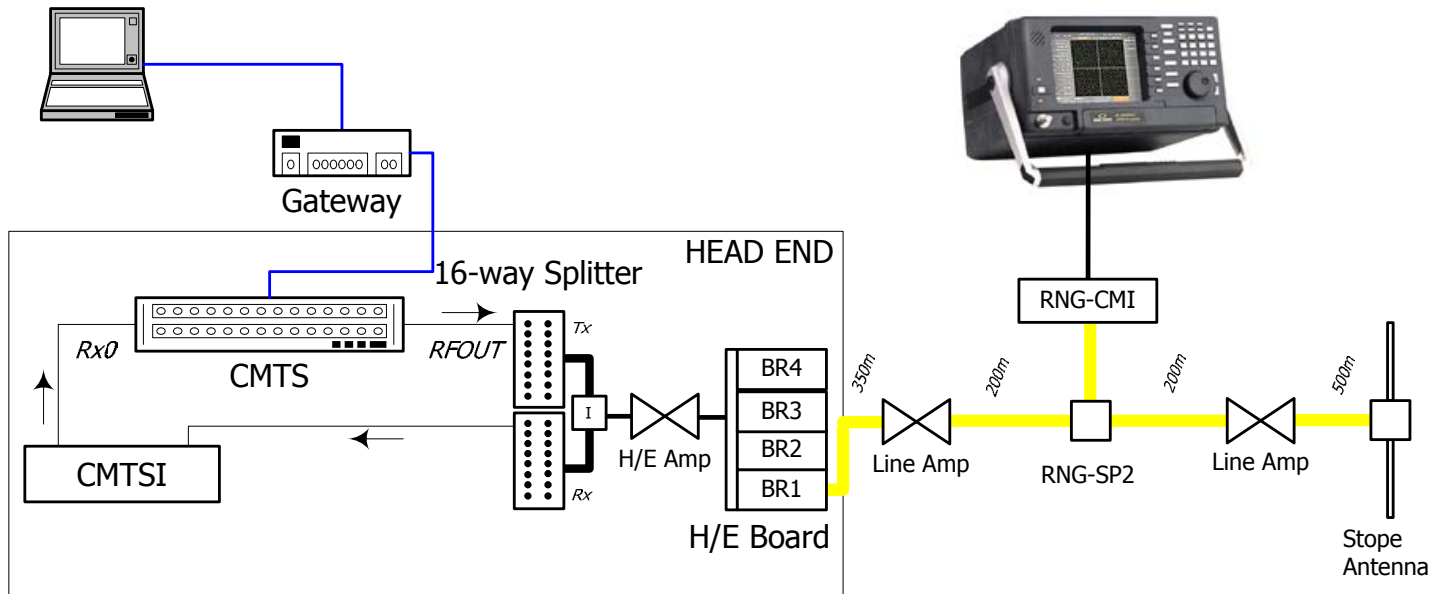 Gateway
HEAD END
16-way Splitter
Rx0
CMTS
RFOUT
Tx
I
CMTSI
Rx
H/E Amp
BR4
BR3
BR2
BR1
H/E Board
350m
Line Amp
200m
RNG-CMI
RNG-SP2
200m
Line Amp
500m
Stope
Antenna